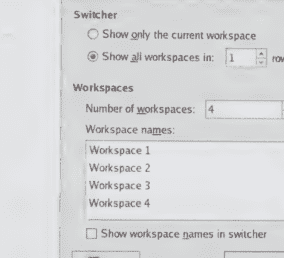 Switcher
Show only the current workspace
Show all workspaces in: 1
Workspaces
Number of workspaces: 4
Workspace names:
Workspace 1
Workspace 2
Workspace 3
Workspace 4
Show workspace names in switcher